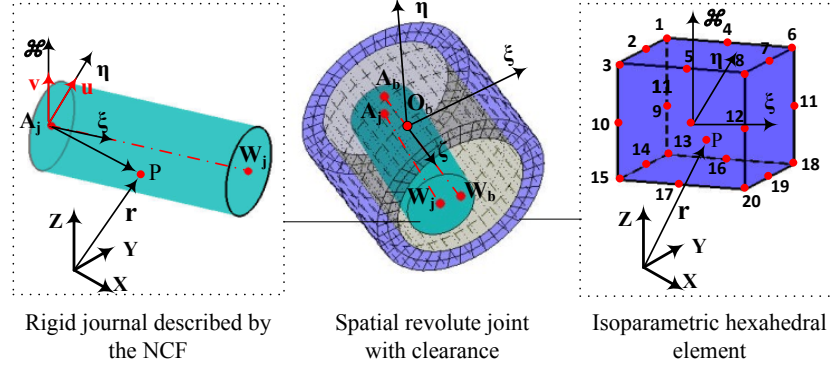 ⴼ
v
u
η
A_j
ξ
P
W_j
r
Z
Y
X
Rigid journal described by
the NCF
η
ξ
A_b
A_j
O_b
ζ
W_j
W_b
Spatial revolute joint
with clearance
1
ⴼ
4
6
2
3
5
η
8
7
11
9
ξ
12
11
10
P
14
13
16
18
15
17
20
19
r
Z
Y
X
Isoparametric hexahedral
element